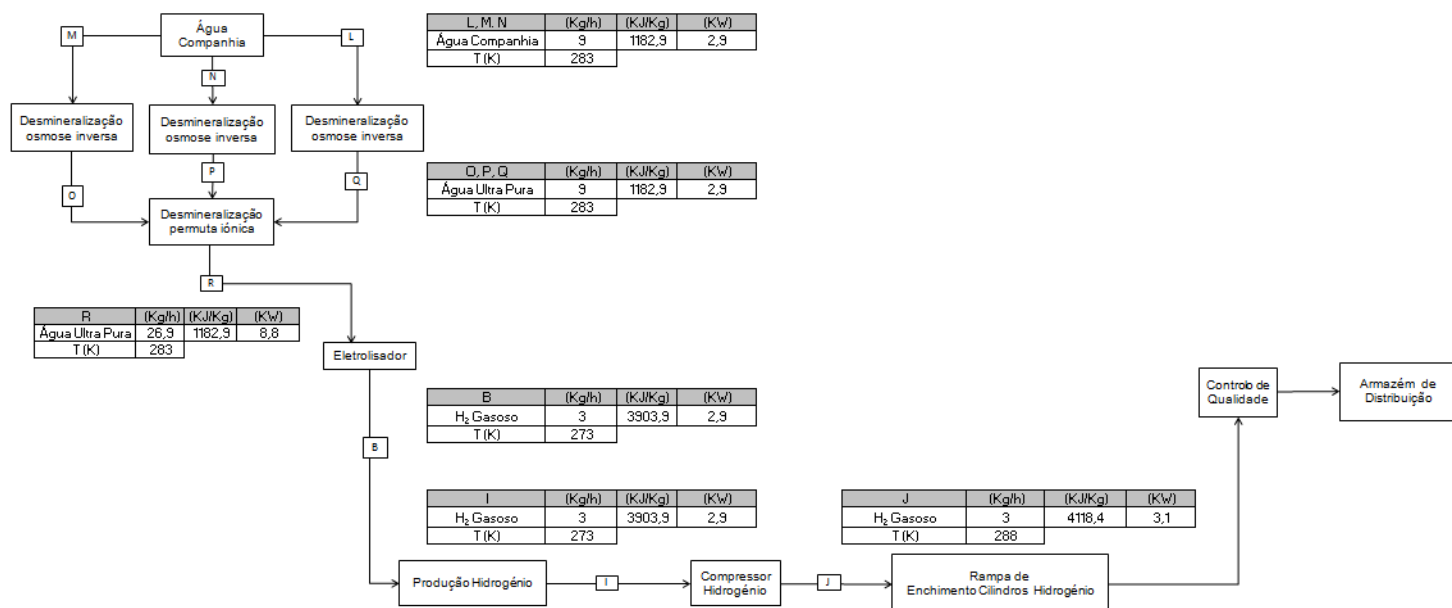 Água
Companhia
M
L
N
L, M. N (Kg/h) (KJ/Kg) (KW)
Água Companhia 9 1182,9 2,9
T (K) 283
Desmineralização
osmose inversa
Desmineralização
osmose inversa
Desmineralização
osmose inversa
O
P
Q
O, P, Q (Kg/h) (KJ/Kg) (KW)
Água Ultra Pura 9 1182,9 2,9
T (K) 283
Desmineralização
permuta iónica
R
R (Kg/h) (KJ/Kg) (KW)
Água Ultra Pura 26,9 1182,9 8,8
T (K) 283
Eletrolisador
B (Kg/h) (KJ/Kg) (KW)
H₂ Gasoso 3 3903,9 2,9
T (K) 273
B
Controlo de
Qualidade
Armazém de
Distribuição
I (Kg/h) (KJ/Kg) (KW)
H₂ Gasoso 3 3903,9 2,9
T (K) 273
J (Kg/h) (KJ/Kg) (KW)
H₂ Gasoso 3 4118,4 3,1
T (K) 288
Produção Hidrogénio
I
Compressor
Hidrogénio
J
Rampa de
Enchimento Cilindros Hidrogénio